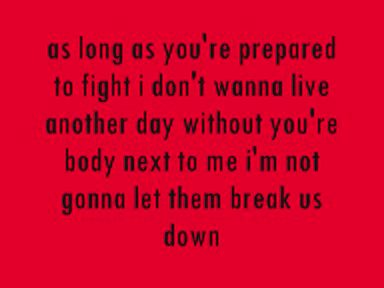 as long as you're prepared
to fight i don't wanna live
another day without you're
body next to me i'm not
gonna let them break us
down